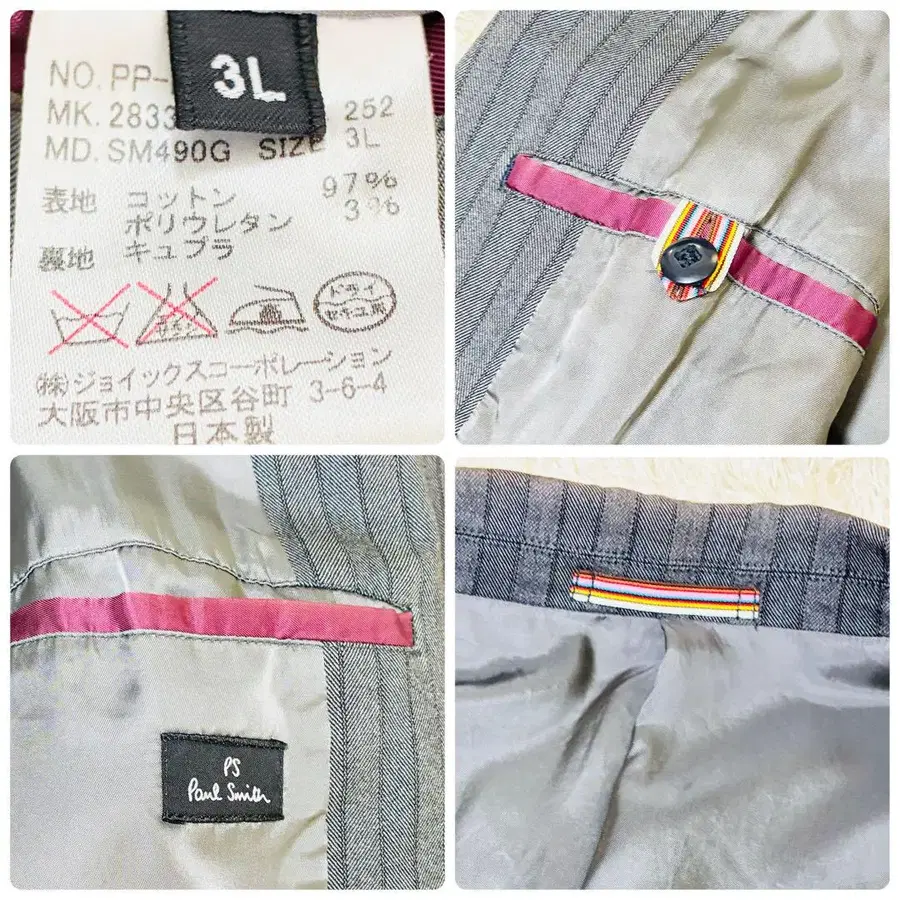 3L
NO. PP-
MK. 2833 252
MD. SM490G SIZE 3L
表地 コットン 97%
ポリウレタン 3%
裏地 キュプラ
高
ドライ
セキユ系
(株)ジョイックスコーポレーション
大阪市中央区谷町 3-6-4
日本製
PS
Paul Smith